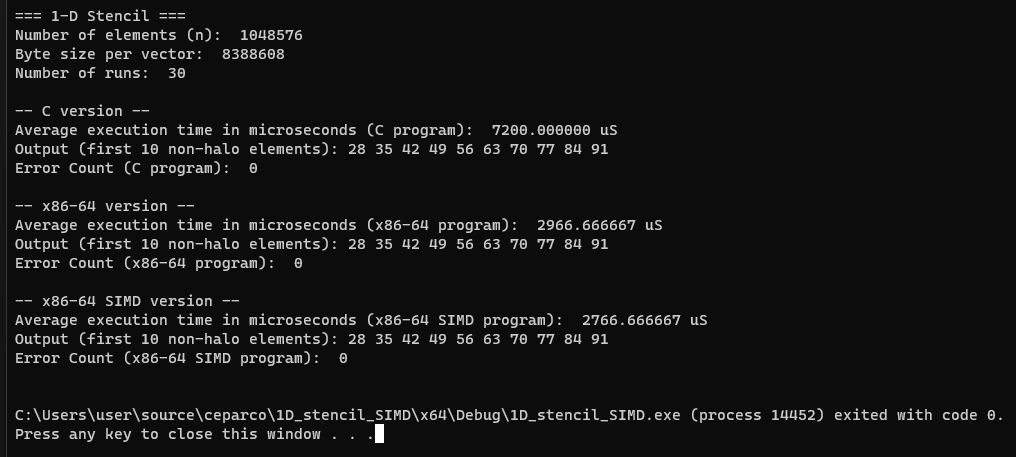 === 1-D Stencil ===
Number of elements (n):  1048576
Byte size per vector:  8388608
Number of runs:  30
-- C version --
Average execution time in microseconds (C program):  7200.000000 uS
Output (first 10 non-halo elements): 28 35 42 49 56 63 70 77 84 91
Error Count (C program):  0
-- x86-64 version --
Average execution time in microseconds (x86-64 program):  2966.666667 uS
Output (first 10 non-halo elements): 28 35 42 49 56 63 70 77 84 91
Error Count (x86-64 program):  0
-- x86-64 SIMD version --
Average execution time in microseconds (x86-64 SIMD program):  2766.666667 uS
Output (first 10 non-halo elements): 28 35 42 49 56 63 70 77 84 91
Error Count (x86-64 SIMD program):  0
C:\Users\user\source\ceparco\1D_stencil_SIMD\x64\Debug\1D_stencil_SIMD.exe (process 14452) exited with code 0.
Press any key to close this window . . .